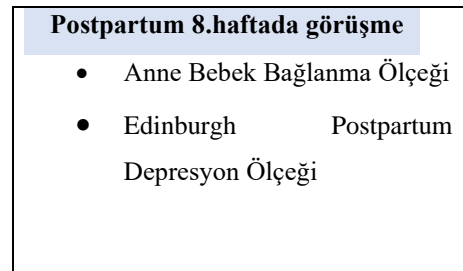 Postpartum 8.haftada görüşme
• Anne Bebek Bağlanma Ölçeği
• Edinburgh Postpartum
Depresyon Ölçeği